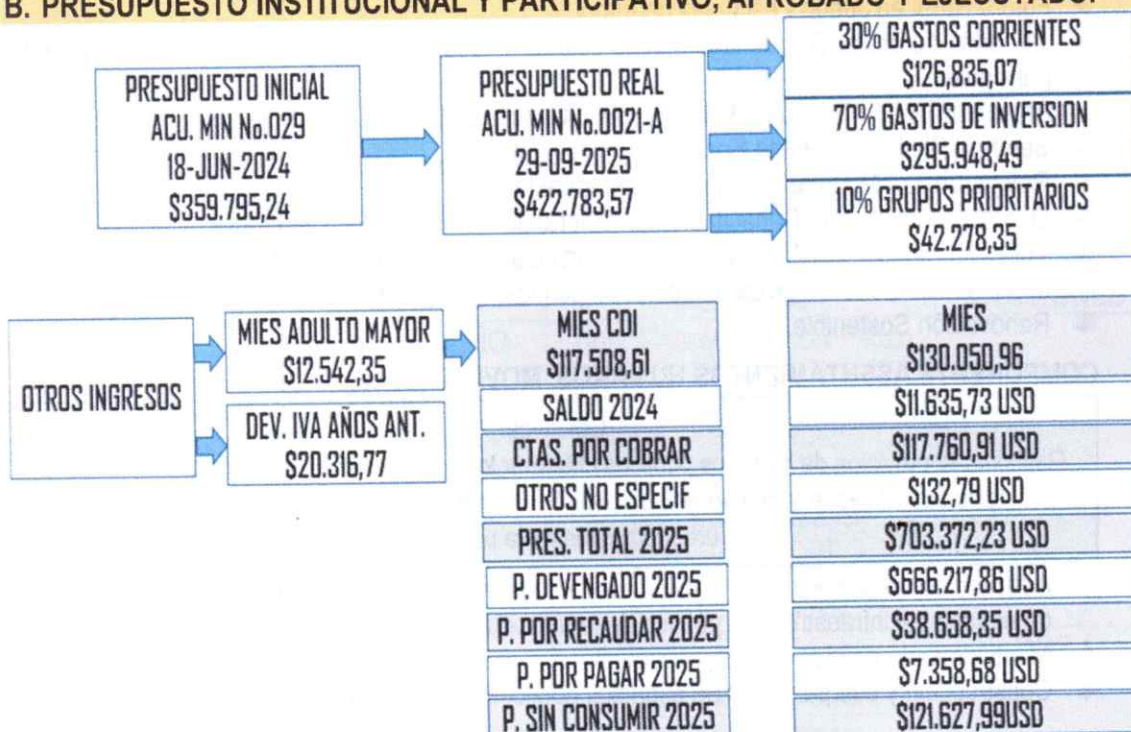 B. PRESUPUESTO INSTITUCIONAL Y PARTICIPATIVO, APROBADO Y EJECUTADO.
PRESUPUESTO INICIAL
ACU. MIN No.029
18-JUN-2024
$359.795,24
PRESUPUESTO REAL
ACU. MIN No.0021-A
29-09-2025
$422.783,57
30% GASTOS CORRIENTES
$126,835,07
70% GASTOS DE INVERSION
$295.948,49
10% GRUPOS PRIORITARIOS
$42.278,35
OTROS INGRESOS
MIES ADULTO MAYOR
$12.542,35
DEV. IVA AÑOS ANT.
$20.316,77
MIES CDI
$117.508,61
MIES
$130.050,96
SALDO 2024
$11.635,73 USD
CTAS. POR COBRAR
$117.760,91 USD
OTROS NO ESPECIF
$132,79 USD
PRES. TOTAL 2025
$703.372,23 USD
P. DEVENGADO 2025
$666.217,86 USD
P. POR RECAUDAR 2025
$38.658,35 USD
P. POR PAGAR 2025
$7.358,68 USD
P. SIN CONSUMIR 2025
$121.627,99USD